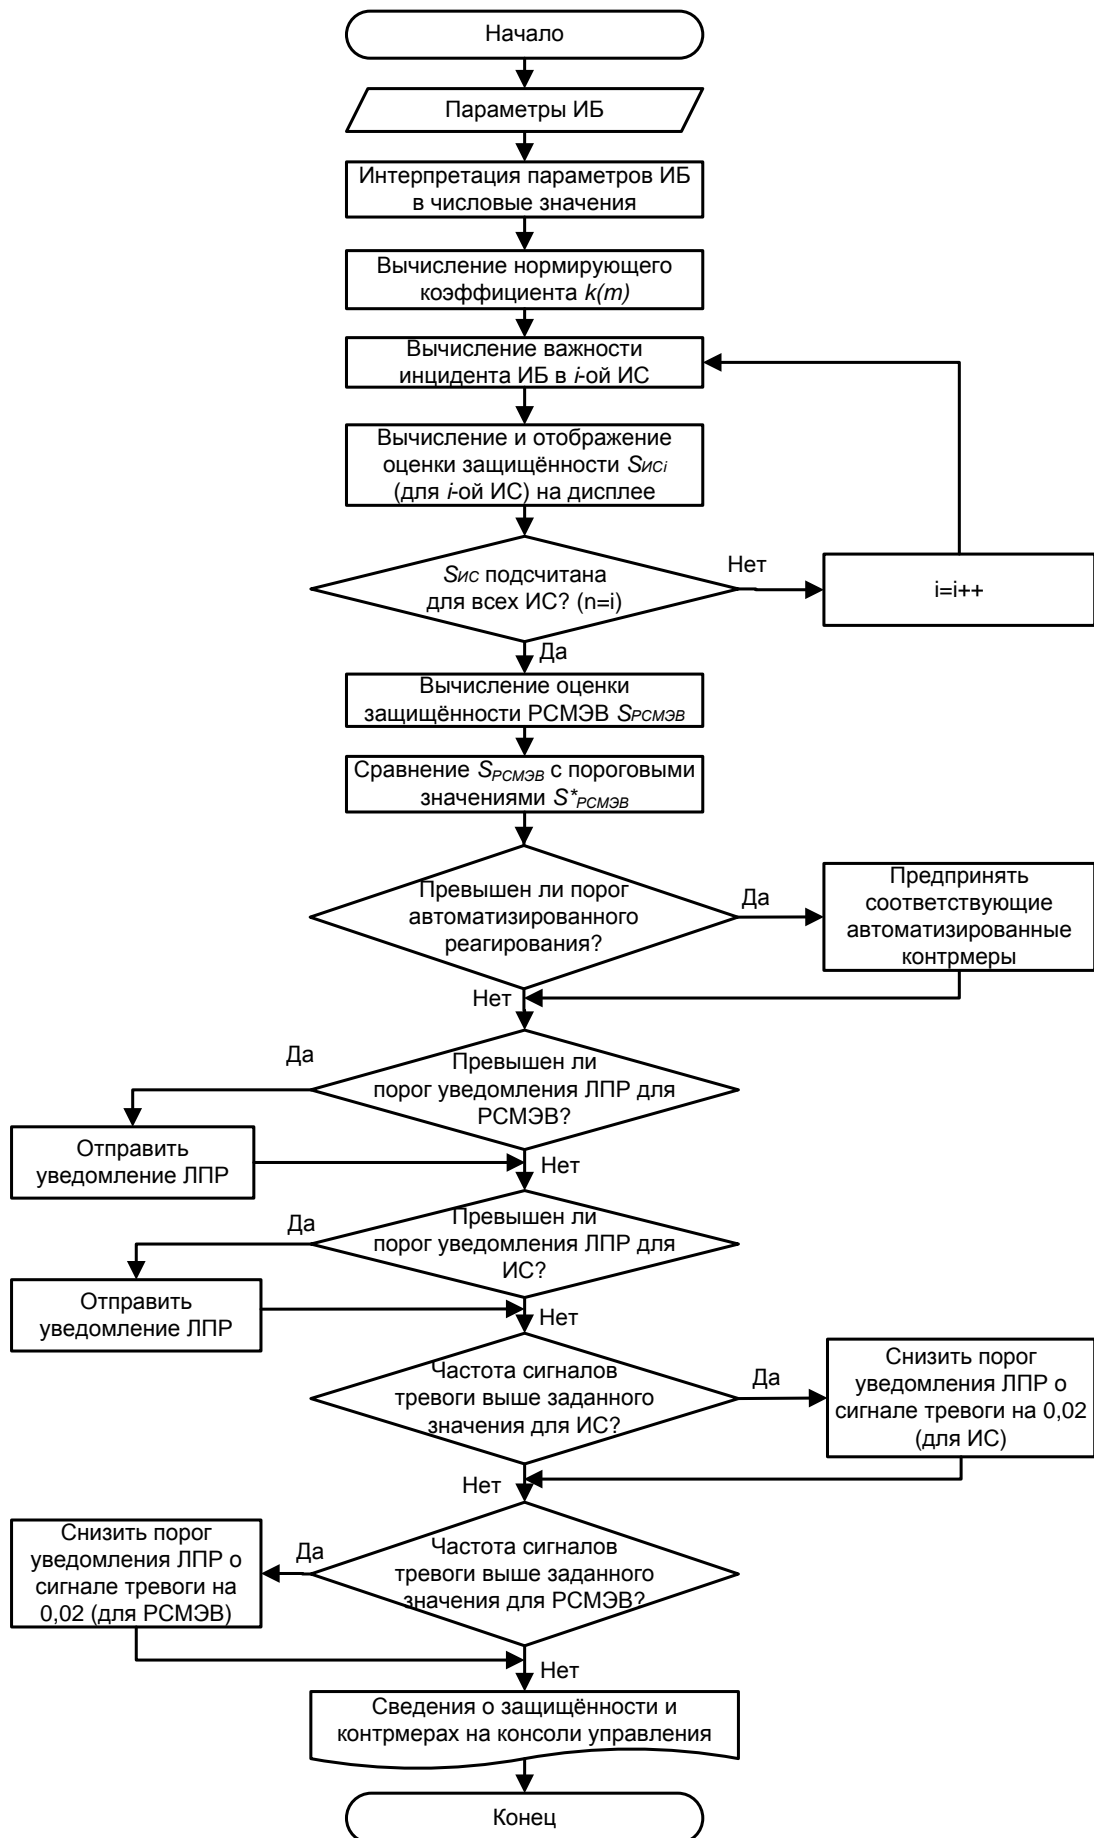 Начало
Параметры ИБ
Интерпретация параметров ИБ
в числовые значения
Вычисление нормирующего
коэффициента k(m)
Вычисление важности
инцидента ИБ в i-ой ИС
Вычисление и отображение
оценки защищённости SИСi
(для i-ой ИС) на дисплее
SИС подсчитана
для всех ИС? (n=i)
Нет
i=i++
Да
Вычисление оценки
защищённости РСМЭВ SРСМЭВ
Сравнение SРСМЭВ с пороговыми
значениями S*РСМЭВ
Превышен ли порог
автоматизированного
реагирования?
Да
Предпринять
соответствующие
автоматизированные
контрмеры
Нет
Превышен ли
порог уведомления ЛПР для
РСМЭВ?
Да
Отправить
уведомление ЛПР
Нет
Превышен ли
порог уведомления ЛПР для
ИС?
Да
Отправить
уведомление ЛПР
Нет
Частота сигналов
тревоги выше заданного
значения для ИС?
Да
Снизить порог
уведомления ЛПР о
сигнале тревоги на 0,02
(для ИС)
Нет
Частота сигналов
тревоги выше заданного
значения для РСМЭВ?
Да
Снизить порог
уведомления ЛПР о
сигнале тревоги на
0,02 (для РСМЭВ)
Нет
Сведения о защищённости и
контрмерах на консоли управления
Конец